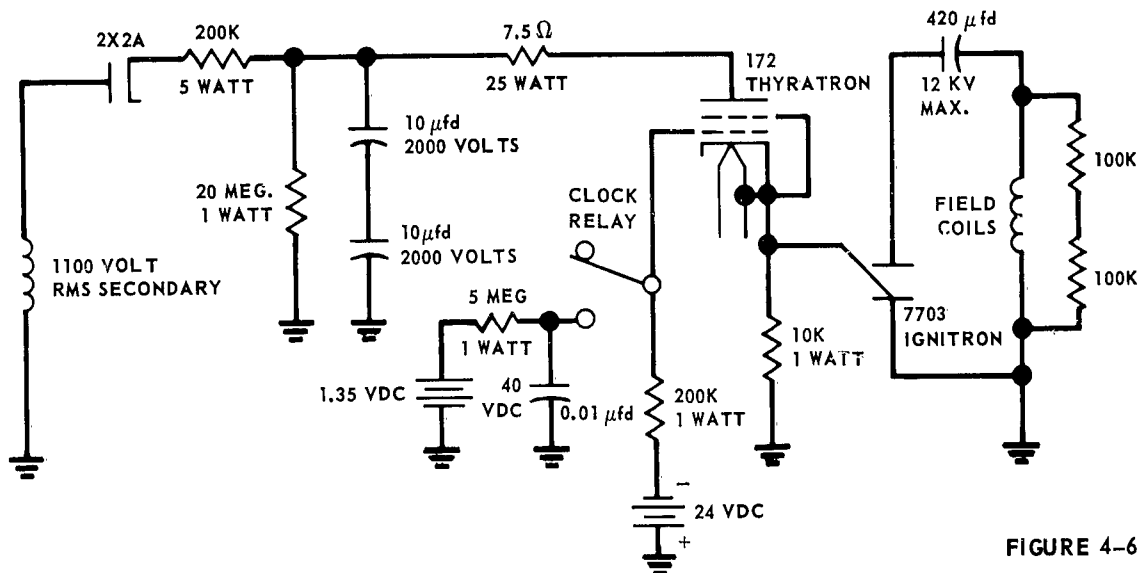 2X2A
200K
5 WATT
7.5 Ω
25 WATT
172
THYRATRON
420 μfd
12 KV
MAX.
10 μfd
2000 VOLTS
20 MEG.
1 WATT
10μfd
2000 VOLTS
CLOCK
RELAY
100K
FIELD
COILS
100K
1100 VOLT
RMS SECONDARY
5 MEG
1 WATT
7703
IGNITRON
10K
1 WATT
1.35 VDC
40
VDC
0.01 μfd
200K
1 WATT
-
24 VDC
+
FIGURE 4-6